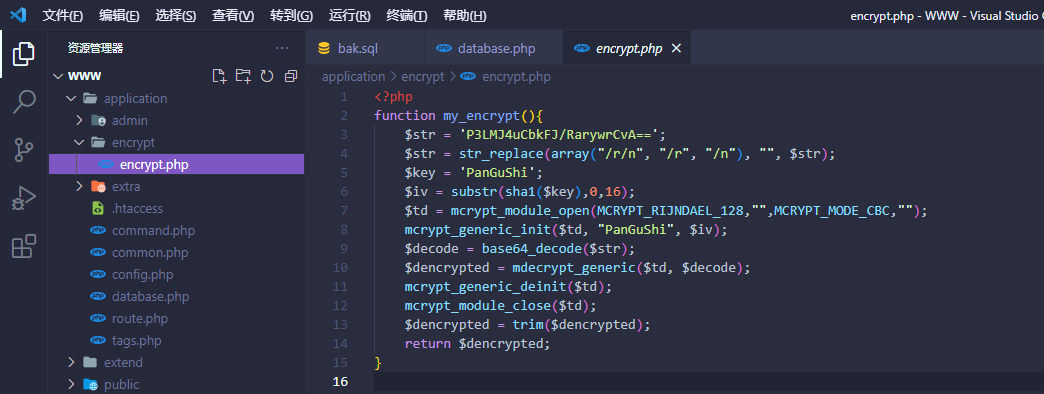 文件(F) 编辑(E) 选择(S) 查看(V) 转到(G) 运行(R) 终端(T) 帮助(H) encrypt.php - WWW - Visual Studio C
资源管理器 ···
WWW
application
admin
encrypt
encrypt.php
extra
.htaccess
command.php
common.php
config.php
database.php
route.php
tags.php
extend
public
bak.sql database.php encrypt.php
application > encrypt > encrypt.php
1 <?php
2 function my_encrypt(){
3 $str = 'P3LMJ4uCbkFJ/RarywrCvA==';
4 $str = str_replace(array("/r/n", "/r", "/n"), "", $str);
5 $key = 'PanGuShi';
6 $iv = substr(sha1($key),0,16);
7 $td = mcrypt_module_open(MCRYPT_RIJNDAEL_128,"",MCRYPT_MODE_CBC,"");
8 mcrypt_generic_init($td, "PanGuShi", $iv);
9 $decode = base64_decode($str);
10 $dencrypted = mdecrypt_generic($td, $decode);
11 mcrypt_generic_deinit($td);
12 mcrypt_module_close($td);
13 $dencrypted = trim($dencrypted);
14 return $dencrypted;
15 }
16